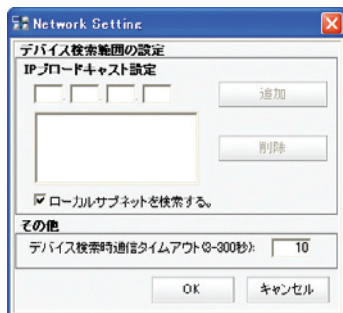 Network Setting
デバイス検索範囲の設定
IPブロードキャスト設定
追加
削除
ローカルサブネットを検索する。
その他
デバイス検索時通信タイムアウト(3-300秒): 10
OK キャンセル